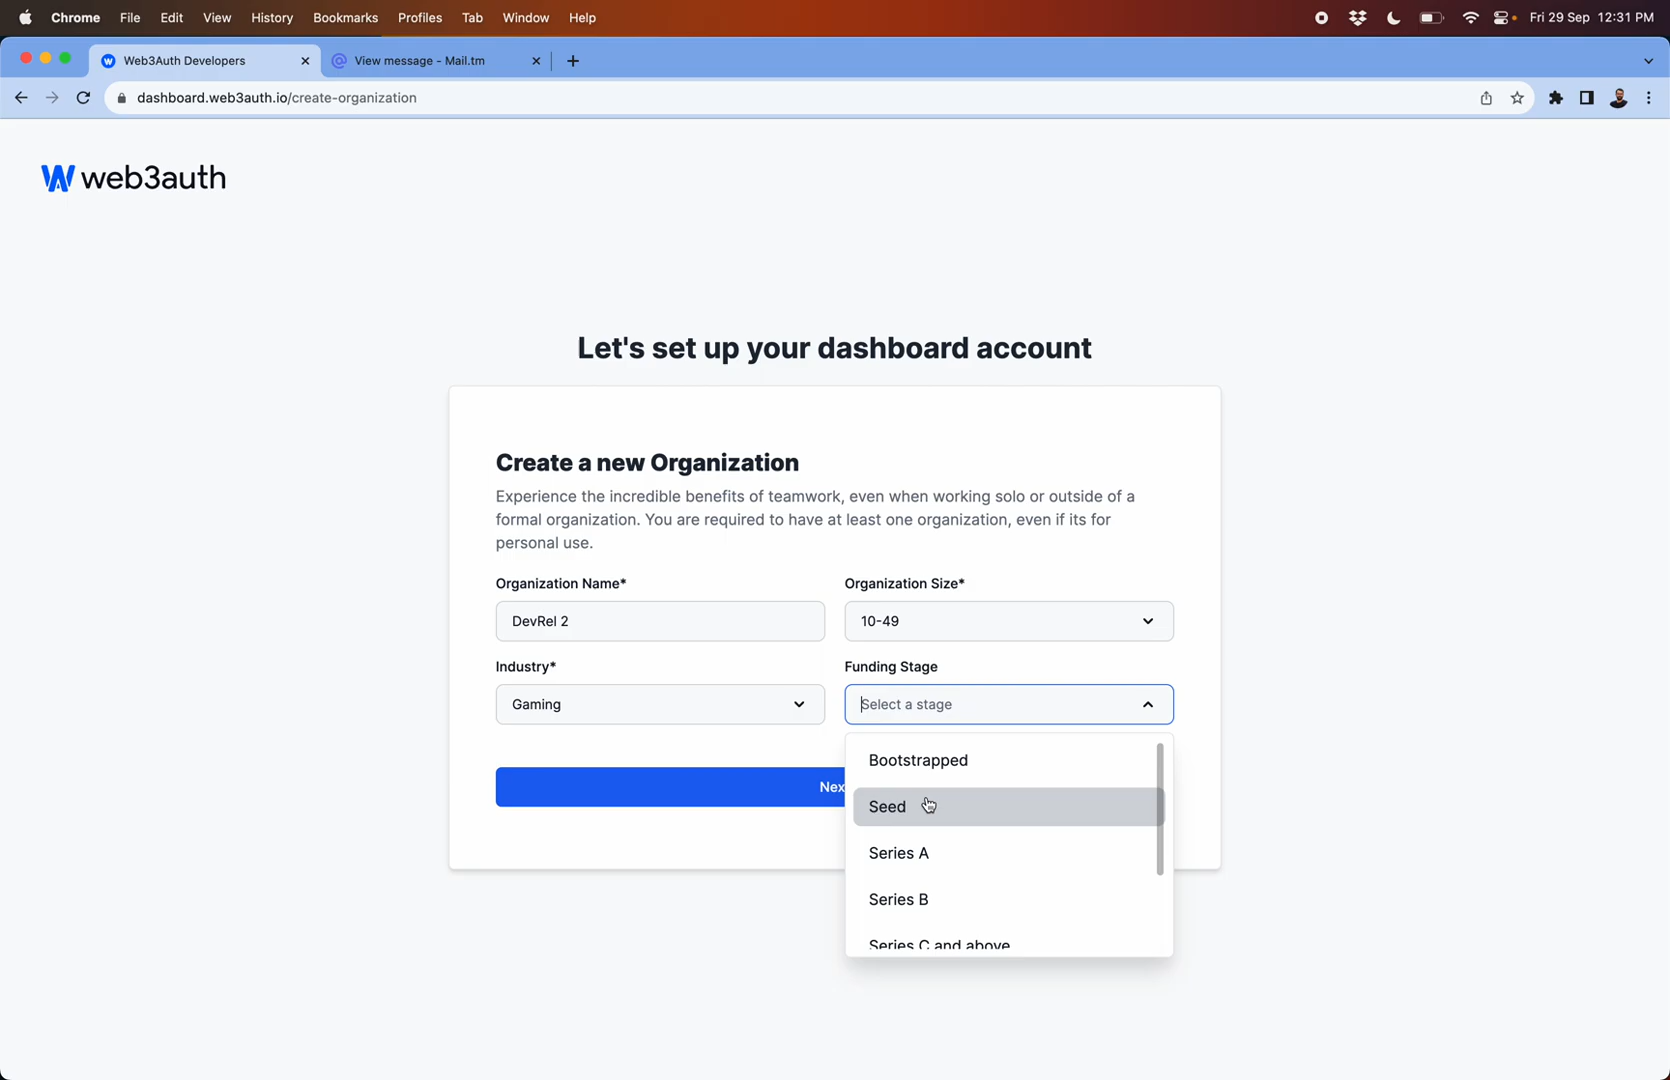 Chrome File Edit View History Bookmarks Profiles Tab Window Help Fri 29 Sep 12:31 PM
Web3Auth Developers View message - Mail.tm
dashboard.web3auth.io/create-organization
web3auth
Let's set up your dashboard account
Create a new Organization
Experience the incredible benefits of teamwork, even when working solo or outside of a
formal organization. You are required to have at least one organization, even if its for
personal use.
Organization Name* Organization Size*
DevRel 2 10-49
Industry* Funding Stage
Gaming Select a stage
Bootstrapped
Nex
Seed
Series A
Series B
Series C and above